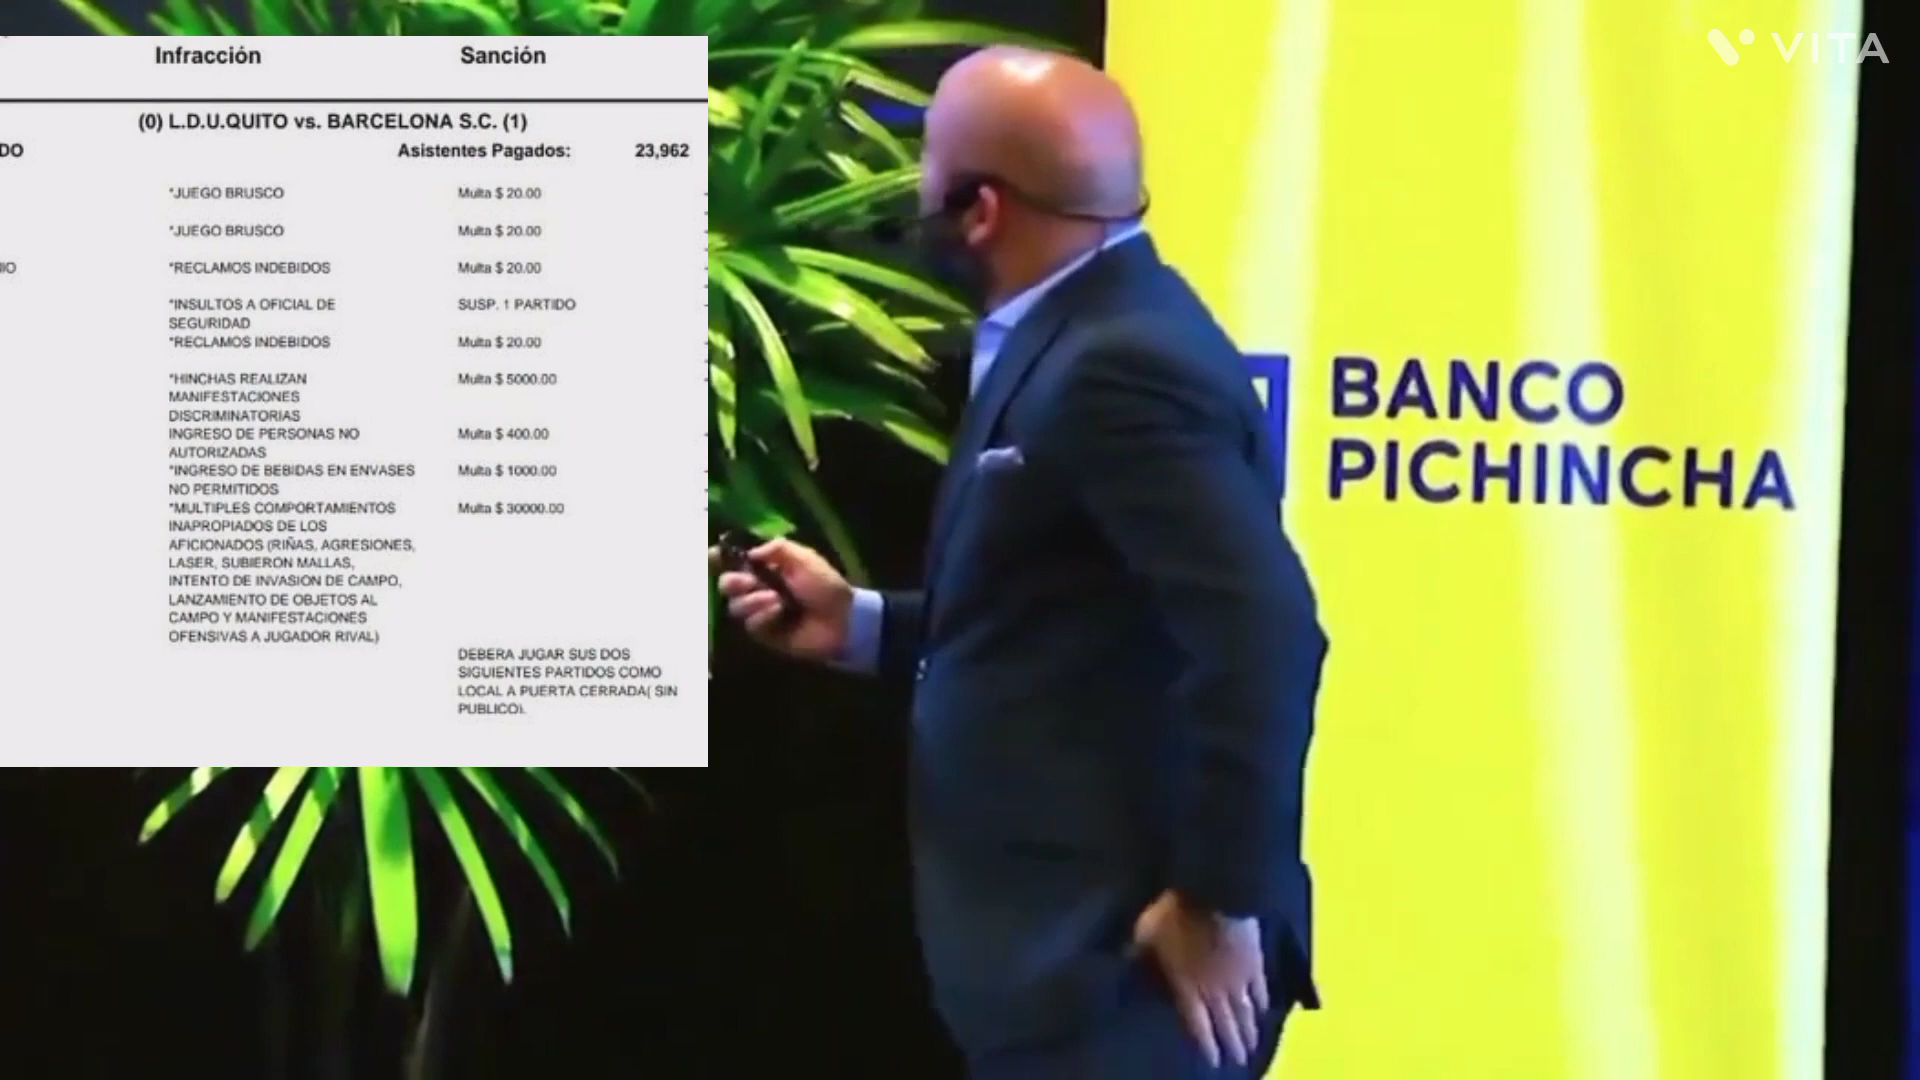 Infracción Sanción
(0) L.D.U.QUITO vs. BARCELONA S.C. (1)
DO Asistentes Pagados: 23,962
*JUEGO BRUSCO Multa $ 20.00
*JUEGO BRUSCO Multa $ 20.00
IO *RECLAMOS INDEBIDOS Multa $ 20.00
*INSULTOS A OFICIAL DE SUSP. 1 PARTIDO
SEGURIDAD
*RECLAMOS INDEBIDOS Multa $ 20.00
*HINCHAS REALIZAN Multa $ 5000.00
MANIFESTACIONES
DISCRIMINATORIAS
INGRESO DE PERSONAS NO Multa $ 400.00
AUTORIZADAS
*INGRESO DE BEBIDAS EN ENVASES Multa $ 1000.00
NO PERMITIDOS
*MULTIPLES COMPORTAMIENTOS Multa $ 30000.00
INAPROPIADOS DE LOS
AFICIONADOS (RIÑAS, AGRESIONES,
LASER, SUBIERON MALLAS,
INTENTO DE INVASION DE CAMPO,
LANZAMIENTO DE OBJETOS AL
CAMPO Y MANIFESTACIONES
OFENSIVAS A JUGADOR RIVAL)
DEBERA JUGAR SUS DOS
SIGUIENTES PARTIDOS COMO
LOCAL A PUERTA CERRADA( SIN
PUBLICO).
BANCO
PICHINCHA
VITA